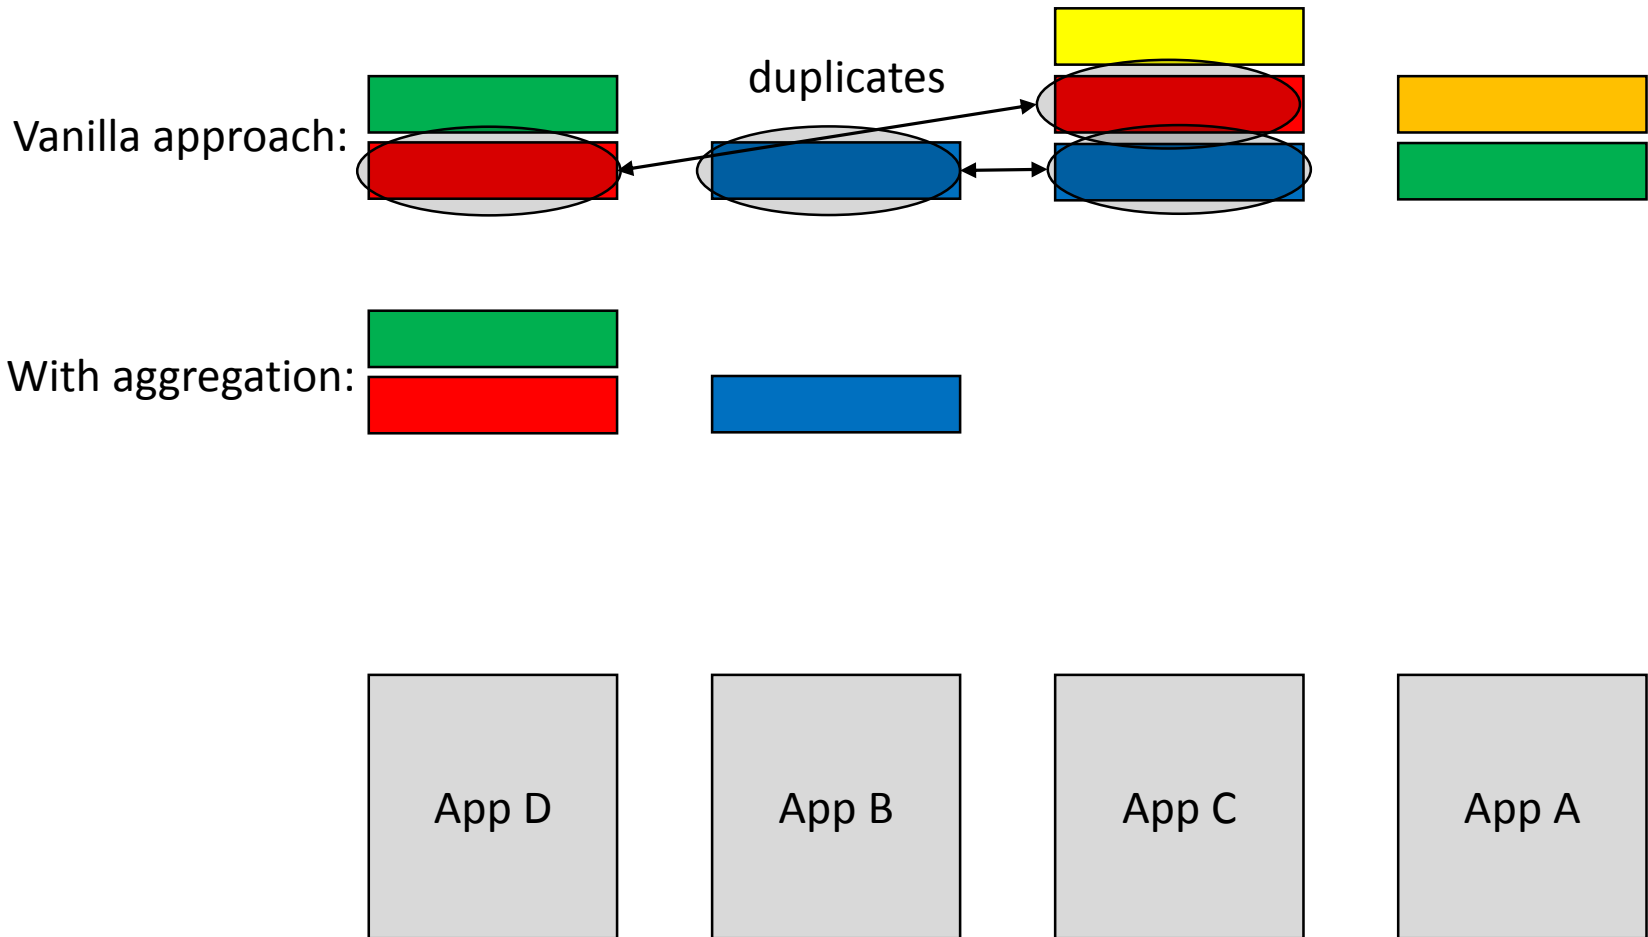 duplicates
Vanilla approach:
With aggregation:
App D
App B
App C
App A